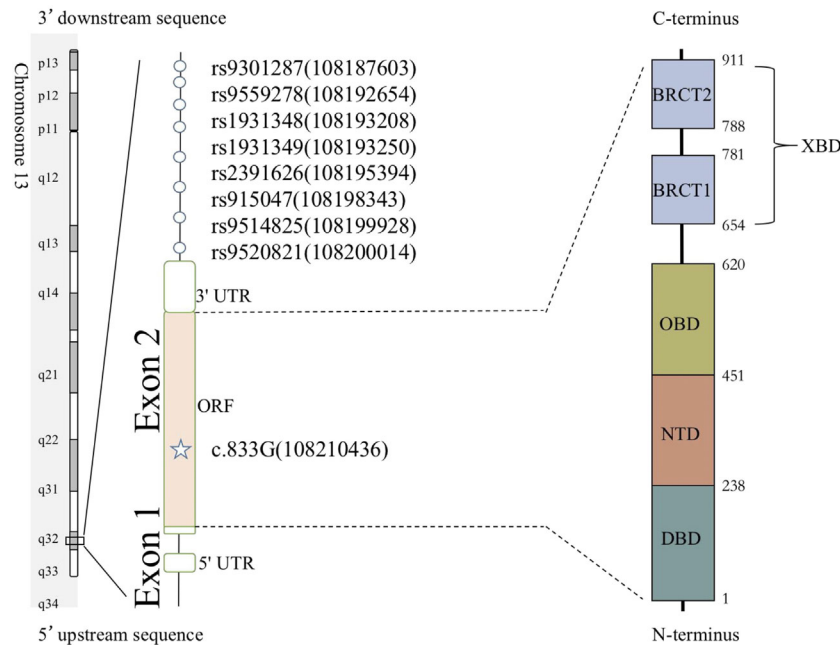 3’ downstream sequence
Chromosome 13
p13
p12
p11
q12
q13
q14
q21
q22
q31
q32
q33
q34
5’ upstream sequence
rs9301287(108187603)
rs9559278(108192654)
rs1931348(108193208)
rs1931349(108193250)
rs2391626(108195394)
rs915047(108198343)
rs9514825(108199928)
rs9520821(108200014)
3' UTR
Exon 2
ORF
c.833G(108210436)
Exon 1
5' UTR
C-terminus
911
BRCT2
788
XBD
781
BRCT1
654
620
OBD
451
NTD
238
DBD
1
N-terminus